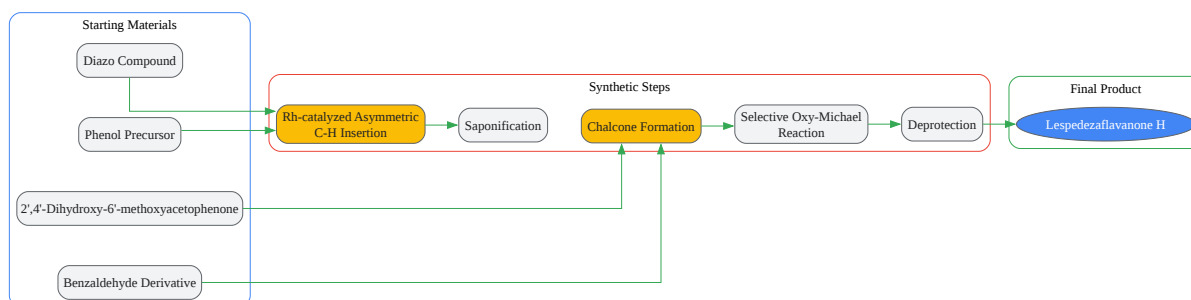 Starting Materials
Diazo Compound
Phenol Precursor
2',4'-Dihydroxy-6'-methoxyacetophenone
Benzaldehyde Derivative
Synthetic Steps
Rh-catalyzed Asymmetric
C-H Insertion
Saponification
Chalcone Formation
Selective Oxy-Michael
Reaction
Deprotection
Final Product
Lespedezaflavanone H